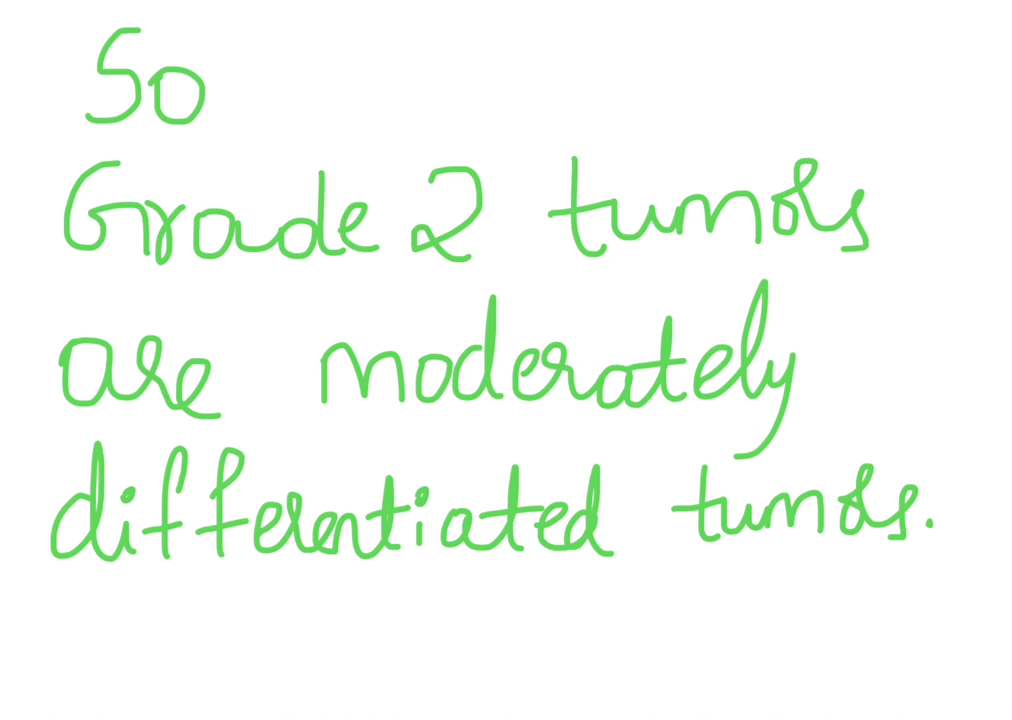 So
Grade 2 tumors
are moderately
differentiated tumors.